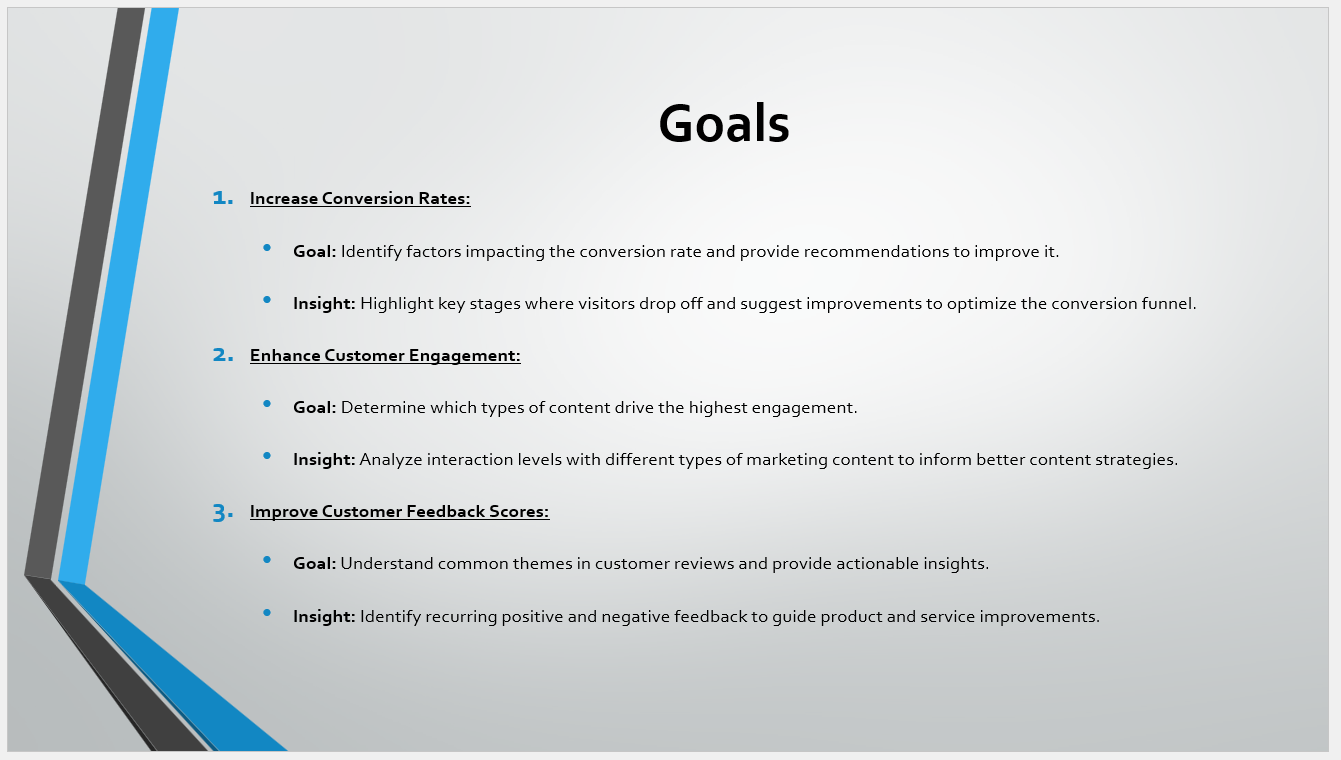 Goals
1. Increase Conversion Rates:
• Goal: Identify factors impacting the conversion rate and provide recommendations to improve it.
• Insight: Highlight key stages where visitors drop off and suggest improvements to optimize the conversion funnel.
2. Enhance Customer Engagement:
• Goal: Determine which types of content drive the highest engagement.
• Insight: Analyze interaction levels with different types of marketing content to inform better content strategies.
3. Improve Customer Feedback Scores:
• Goal: Understand common themes in customer reviews and provide actionable insights.
• Insight: Identify recurring positive and negative feedback to guide product and service improvements.